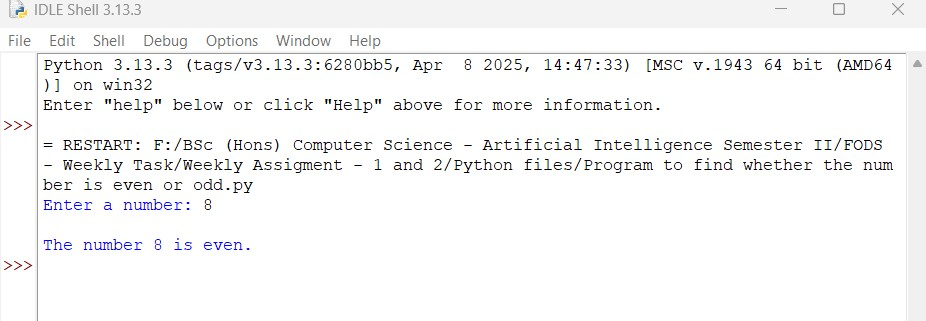 IDLE Shell 3.13.3
File Edit Shell Debug Options Window Help
Python 3.13.3 (tags/v3.13.3:6280bb5, Apr  8 2025, 14:47:33) [MSC v.1943 64 bit (AMD64
)] on win32
Enter "help" below or click "Help" above for more information.
>>>
= RESTART: F:/BSc (Hons) Computer Science - Artificial Intelligence Semester II/FODS
- Weekly Task/Weekly Assigment - 1 and 2/Python files/Program to find whether the num
ber is even or odd.py
Enter a number: 8
The number 8 is even.
>>>